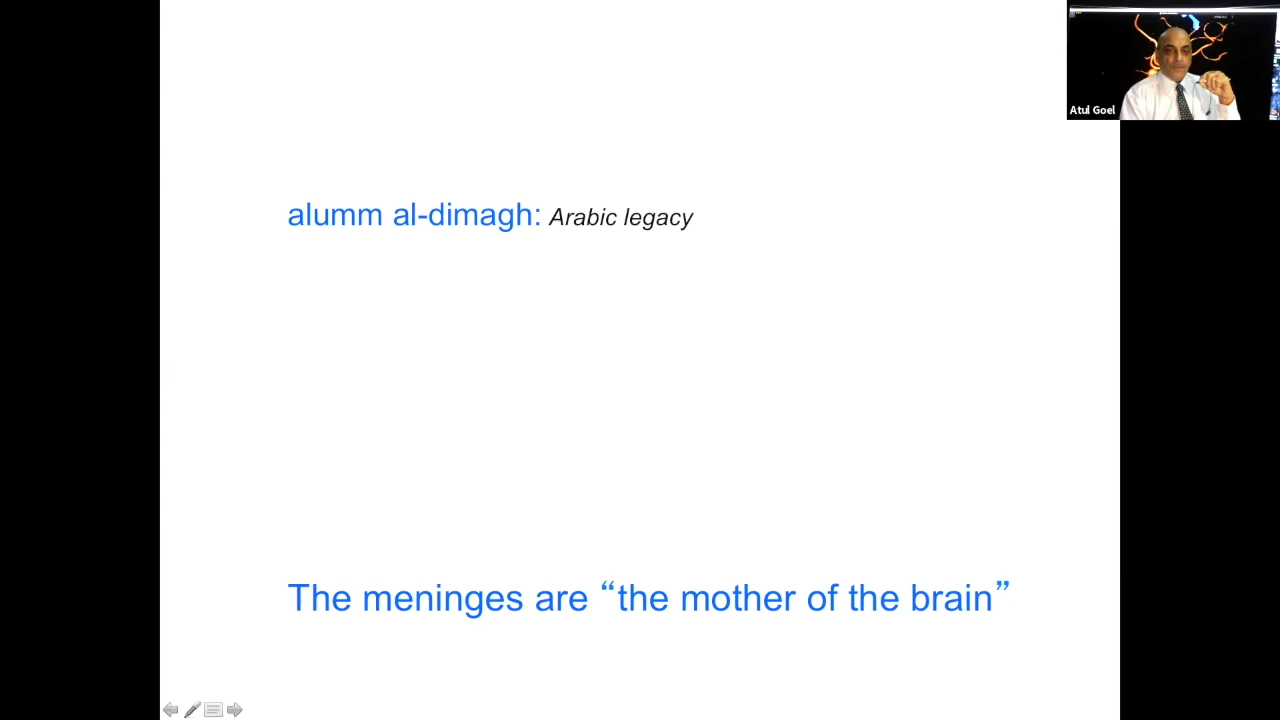 Atul Goel
alumm al-dimagh: Arabic legacy
The meninges are “the mother of the brain”